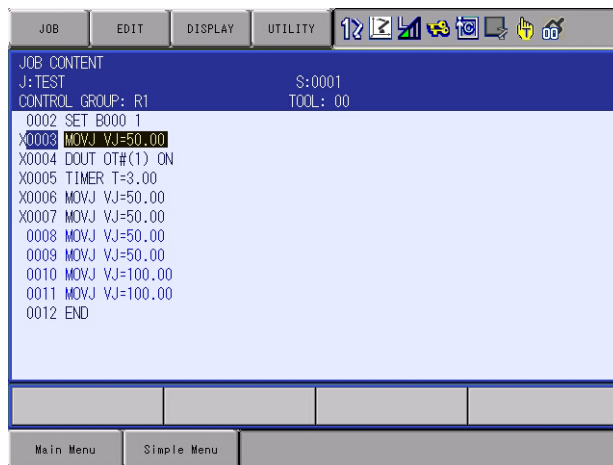 JOB EDIT DISPLAY UTILITY
JOB CONTENT
J:TEST S:0001
CONTROL GROUP: R1 TOOL: 00
0002 SET B000 1
X0003 MOVJ VJ=50.00
X0004 DOUT OT#(1) ON
X0005 TIMER T=3.00
X0006 MOVJ VJ=50.00
X0007 MOVJ VJ=50.00
0008 MOVJ VJ=50.00
0009 MOVJ VJ=50.00
0010 MOVJ VJ=100.00
0011 MOVJ VJ=100.00
0012 END
Main Menu Simple Menu